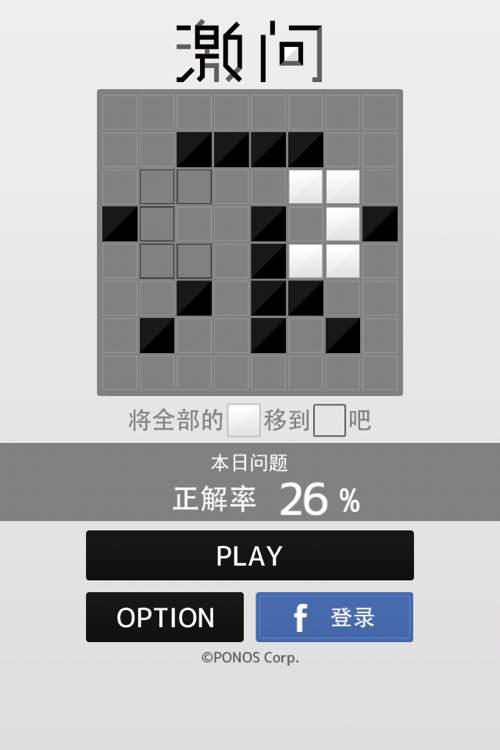 激问
将全部的 移到 吧
本日问题
正解率 26 %
PLAY
OPTION
f 登录
©PONOS Corp.